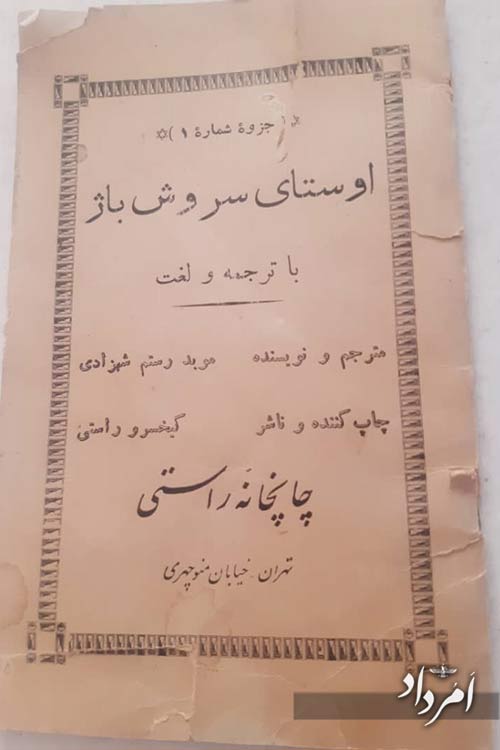 ( جزوهٔ شمارهٔ ۱ )
اوستای سروش باژ
با ترجمه و لغت
مترجم و نویسنده موبد رستم شهزادی
چاپ کننده و ناشر کیخسرو راستی
چاپخانه راستی
تهران - خیابان منوچهری
اَمُرداد